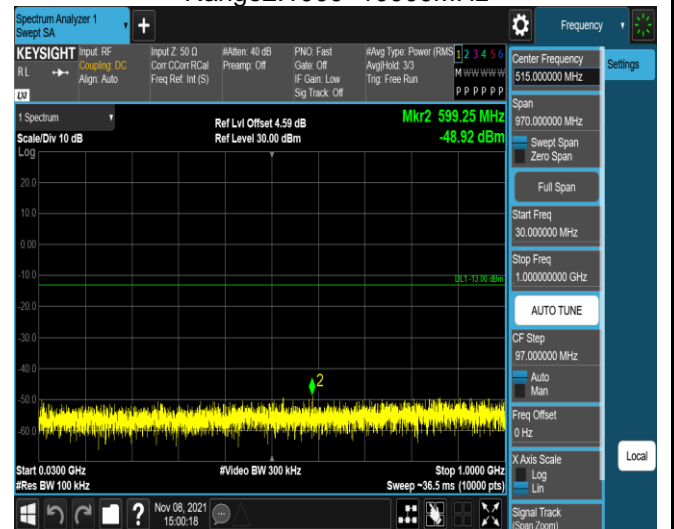 Spectrum Analyzer 1
Swept SA
+
Frequency
KEYSIGHT
RL
LXI
Input: RF
Coupling: DC
Align: Auto
Input Z: 50 Ω
Corr CCorr RCal
Freq Ref: Int (S)
#Atten: 40 dB
Preamp: Off
PNO: Fast
Gate: Off
IF Gain: Low
Sig Track: Off
#Avg Type: Power (RMS
Avg|Hold: 3/3
Trig: Free Run
1 2 3 4 5 6
M W W W W W
P P P P P P
1 Spectrum
Scale/Div 10 dB
Log
Ref Lvl Offset 4.59 dB
Ref Level 30.00 dBm
Mkr2 599.25 MHz
-48.92 dBm
20.0
10.0
0.00
-10.0
DL1 -13.00 dBm
-20.0
-30.0
-40.0
2
-50.0
-60.0
Start 0.0300 GHz
#Res BW 100 kHz
#Video BW 300 kHz
Stop 1.0000 GHz
Sweep ~36.5 ms (10000 pts)
Nov 08, 2021
15:00:18
?
Center Frequency
515.000000 MHz
Settings
Span
970.000000 MHz
Swept Span
Zero Span
Full Span
Start Freq
30.000000 MHz
Stop Freq
1.000000000 GHz
AUTO TUNE
CF Step
97.000000 MHz
Auto
Man
Freq Offset
0 Hz
X Axis Scale
Log
Lin
Local
Signal Track
(Span Zoom)